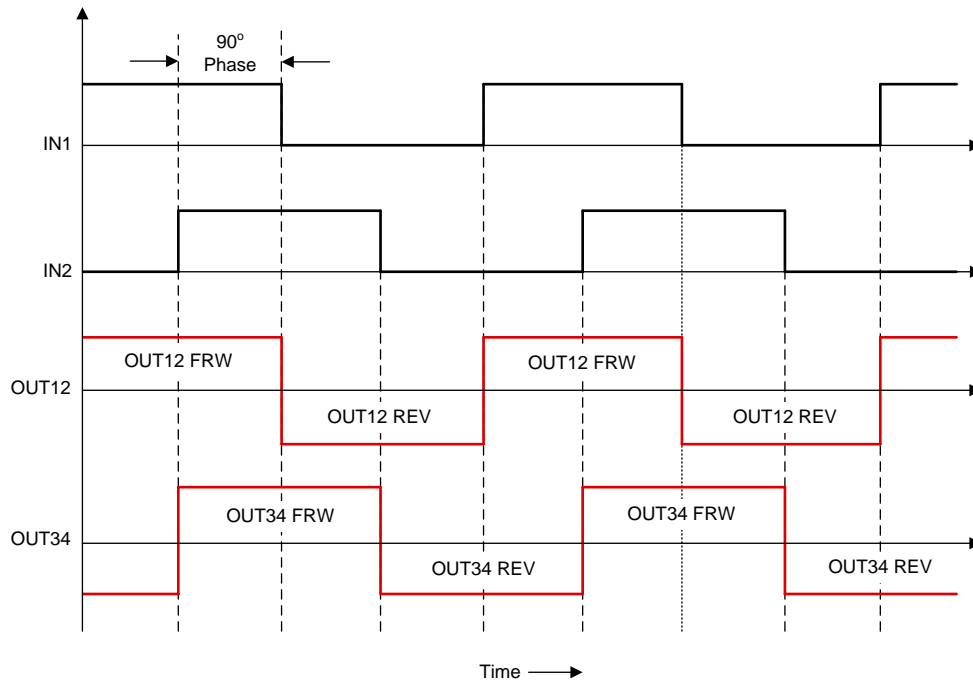 90o
Phase
IN1
IN2
OUT12 FRW
OUT12 FRW
OUT12
OUT12 REV
OUT12 REV
OUT34 FRW
OUT34 FRW
OUT34
OUT34 REV
OUT34 REV
Time